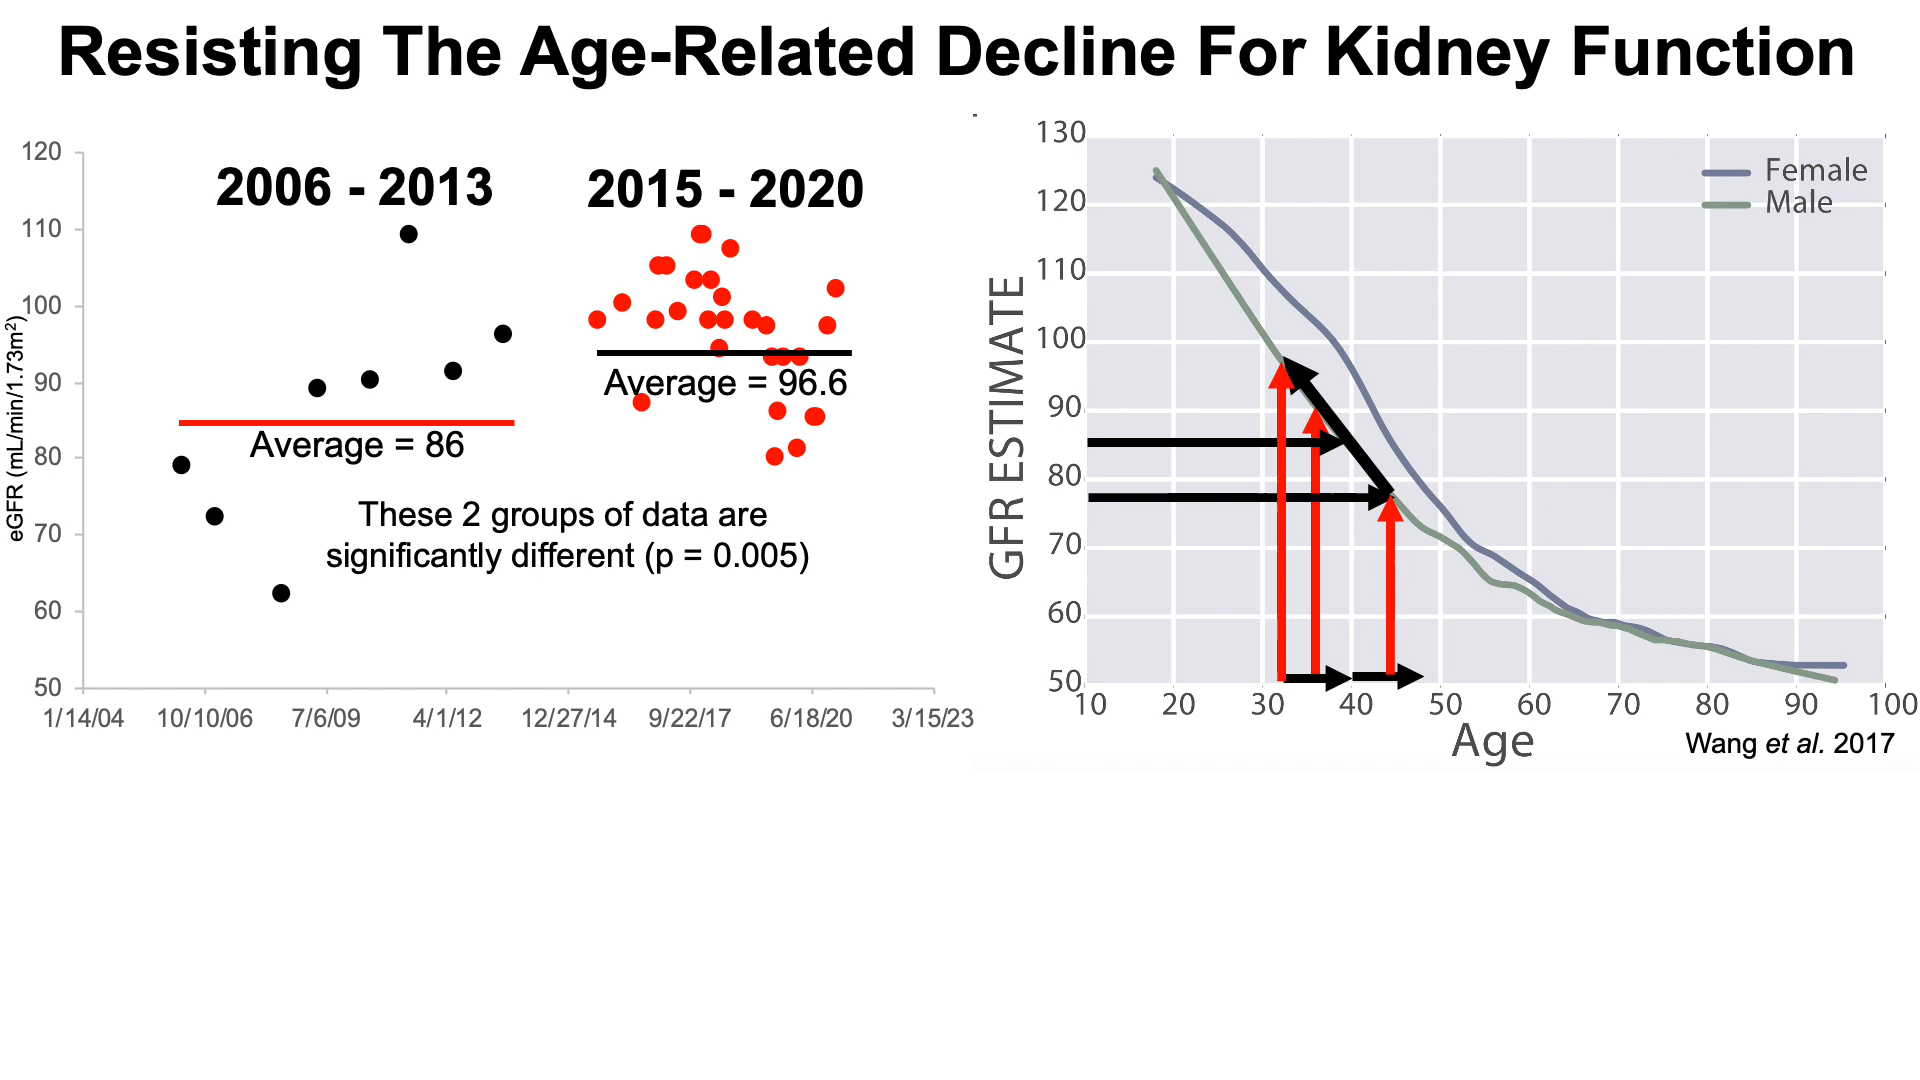 Resisting The Age-Related Decline For Kidney Function
2006 - 2013
2015 - 2020
120
110
100
90
80
70
60
50
eGFR (mL/min/1.73m²)
Average = 86
Average = 96.6
These 2 groups of data are
significantly different (p = 0.005)
1/14/04 10/10/06 7/6/09 4/1/12 12/27/14 9/22/17 6/18/20 3/15/23
130
120
110
100
90
80
70
60
50
GFR ESTIMATE
Female
Male
10 20 30 40 50 60 70 80 90 100
Age
Wang et al. 2017